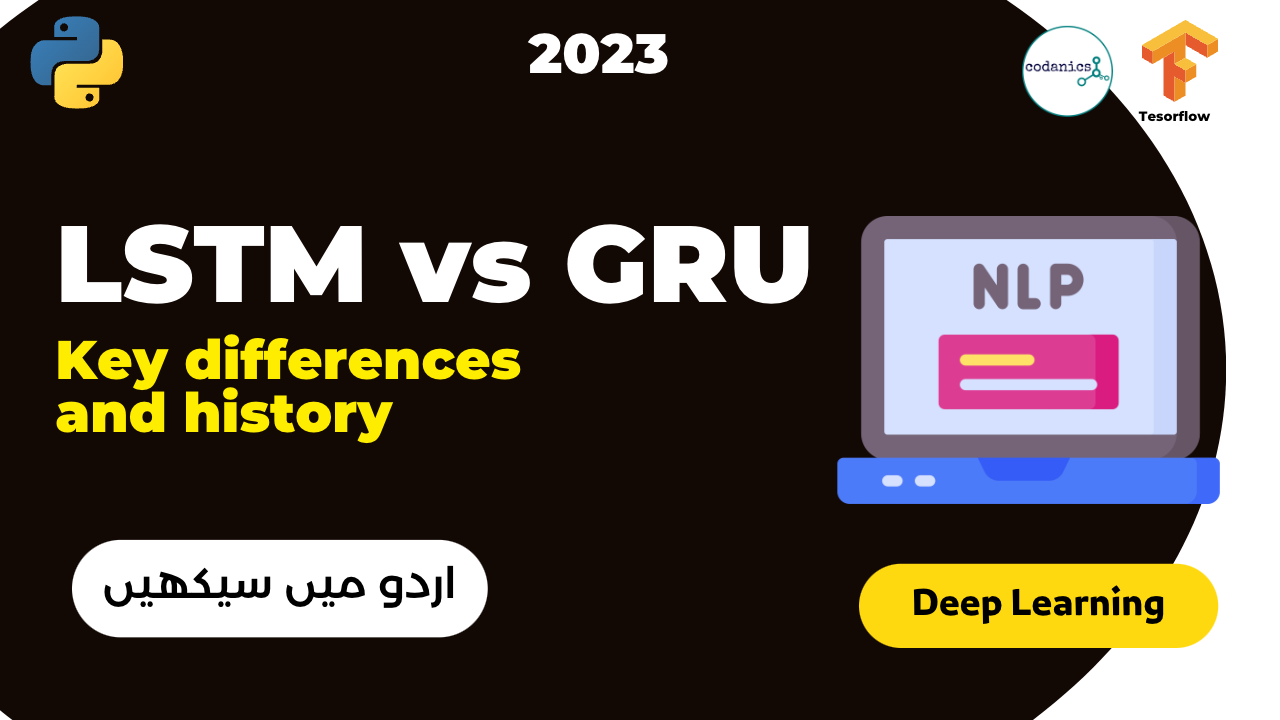 2023
codanics
Tesorflow
LSTM vs GRU
Key differences
and history
NLP
اردو میں سیکھیں
Deep Learning